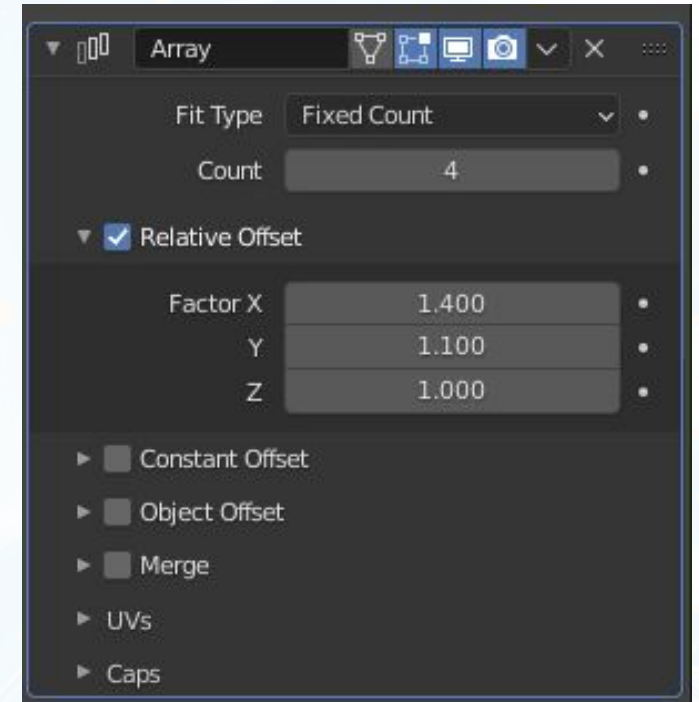 Array
Fit Type Fixed Count
Count 4
Relative Offset
Factor X 1.400
Y 1.100
Z 1.000
Constant Offset
Object Offset
Merge
UVs
Caps